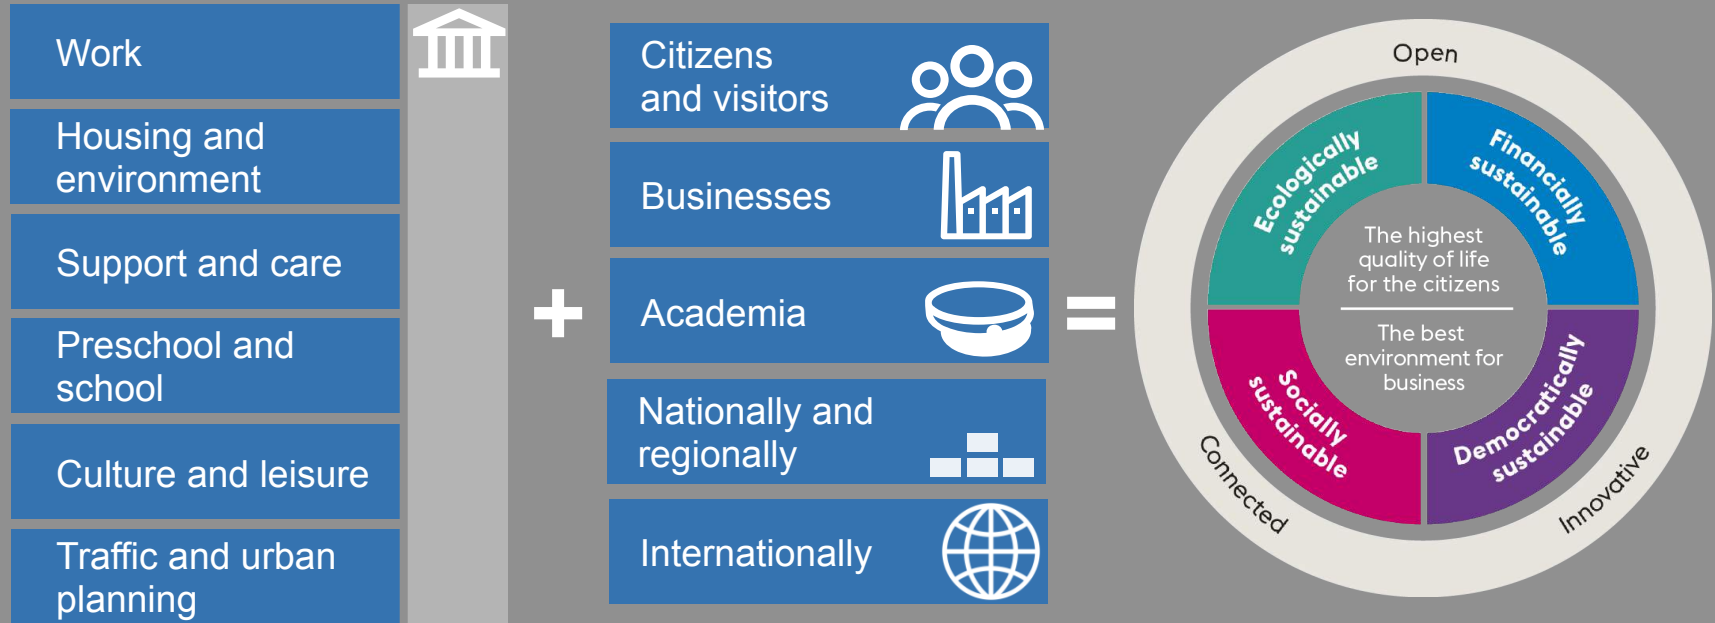 Work
Housing and
environment
Support and care
Preschool and
school
Culture and leisure
Traffic and urban
planning
+
Citizens
and visitors
Businesses
Academia
Nationally and
regionally
Internationally
=
Open
Connected
Innovative
Ecologically
sustainable
Financially
sustainable
Socially
sustainable
Democratically
sustainable
The highest
quality of life
for the citizens
The best
environment for
business